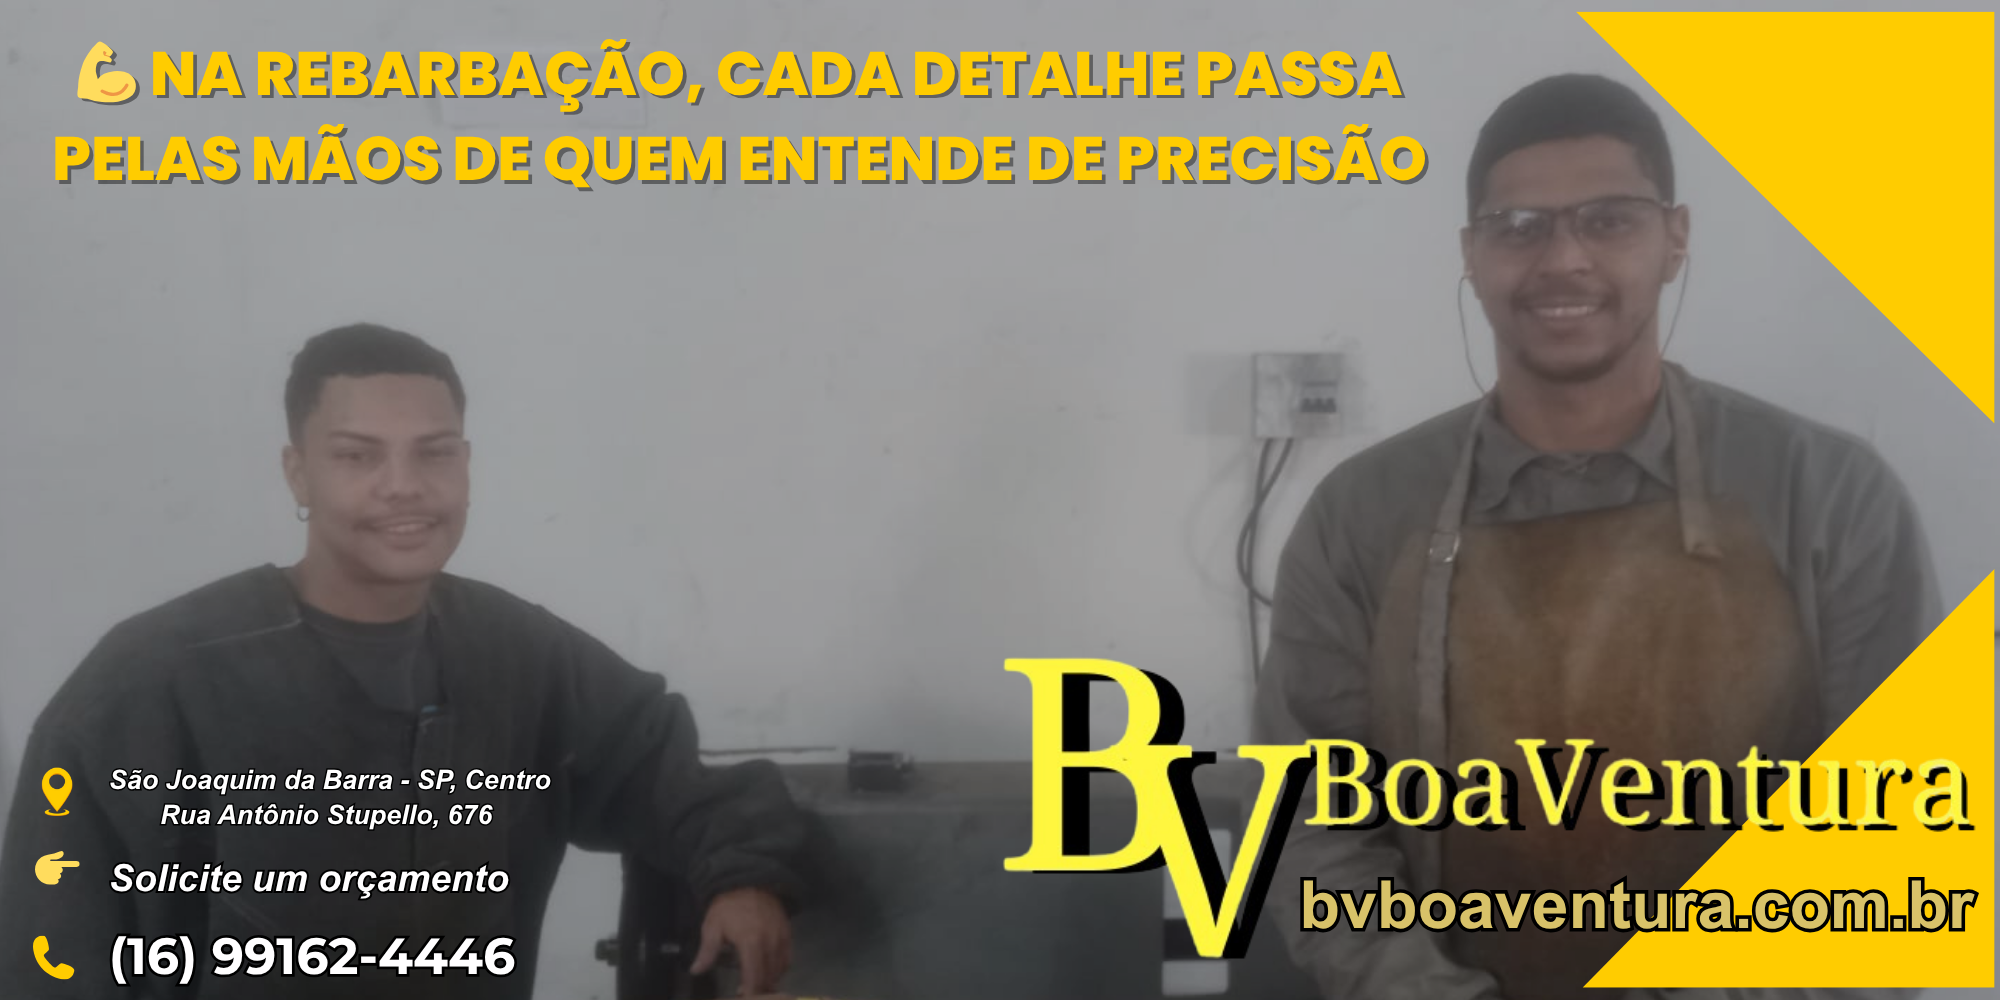 💪 NA REBARBAÇÃO, CADA DETALHE PASSA
PELAS MÃOS DE QUEM ENTENDE DE PRECISÃO
São Joaquim da Barra - SP, Centro
Rua Antônio Stupello, 676
Solicite um orçamento
(16) 99162-4446
BV BoaVentura
bvboaventura.com.br